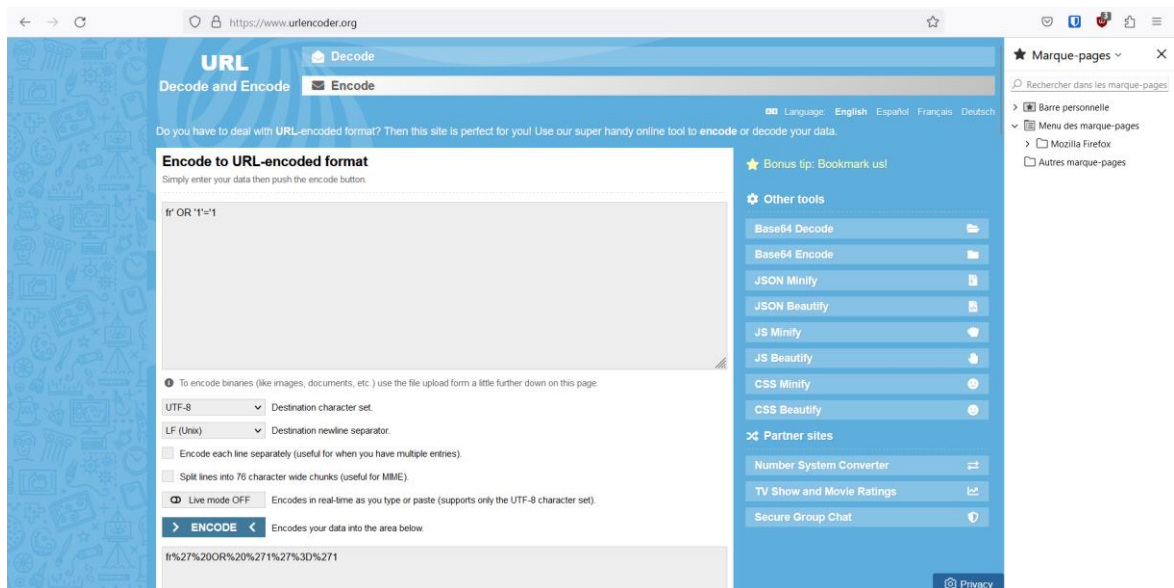 https://www.urlencoder.org
3
URL
Decode and Encode
Decode
Encode
Language: English Español Français Deutsch
Do you have to deal with URL-encoded format? Then this site is perfect for you! Use our super handy online tool to encode or decode your data.
Encode to URL-encoded format
Simply enter your data then push the encode button.
fr' OR '1'='1
To encode binaries (like images, documents, etc.) use the file upload form a little further down on this page.
UTF-8 Destination character set.
LF (Unix) Destination newline separator.
Encode each line separately (useful for when you have multiple entries).
Split lines into 76 character wide chunks (useful for MIME).
Live mode OFF Encodes in real-time as you type or paste (supports only the UTF-8 character set).
> ENCODE < Encodes your data into the area below.
fr%27%20OR%20%271%27%3D%271
Bonus tip: Bookmark us!
Other tools
Base64 Decode
Base64 Encode
JSON Minify
JSON Beautify
JS Minify
JS Beautify
CSS Minify
CSS Beautify
Partner sites
Number System Converter
TV Show and Movie Ratings
Secure Group Chat
Privacy
Marque-pages
Rechercher dans les marque-pages
Barre personnelle
Menu des marque-pages
Mozilla Firefox
Autres marque-pages